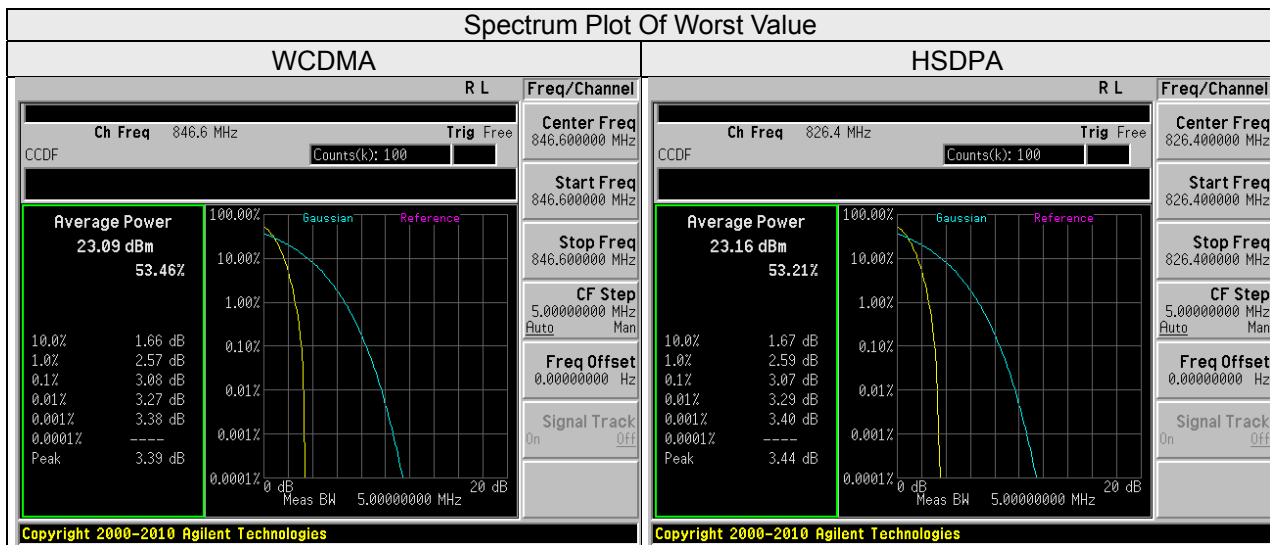 Spectrum Plot Of Worst Value
WCDMA
R L
Freq/Channel
Ch Freq 846.6 MHz Trig Free
CCDF Counts(k): 100
Average Power
23.09 dBm
53.46%
10.0% 1.66 dB
1.0% 2.57 dB
0.1% 3.08 dB
0.01% 3.27 dB
0.001% 3.38 dB
0.0001% ----
Peak 3.39 dB
Gaussian Reference
100.00%
10.00%
1.00%
0.10%
0.01%
0.001%
0.0001%
0 dB 20 dB
Meas BW 5.00000000 MHz
Center Freq
846.600000 MHz
Start Freq
846.600000 MHz
Stop Freq
846.600000 MHz
CF Step
5.00000000 MHz
Auto Man
Freq Offset
0.00000000 Hz
Signal Track
On Off
Copyright 2000-2010 Agilent Technologies
HSDPA
R L
Freq/Channel
Ch Freq 826.4 MHz Trig Free
CCDF Counts(k): 100
Average Power
23.16 dBm
53.21%
10.0% 1.67 dB
1.0% 2.59 dB
0.1% 3.07 dB
0.01% 3.29 dB
0.001% 3.40 dB
0.0001% ----
Peak 3.44 dB
Gaussian Reference
100.00%
10.00%
1.00%
0.10%
0.01%
0.001%
0.0001%
0 dB 20 dB
Meas BW 5.00000000 MHz
Center Freq
826.400000 MHz
Start Freq
826.400000 MHz
Stop Freq
826.400000 MHz
CF Step
5.00000000 MHz
Auto Man
Freq Offset
0.00000000 Hz
Signal Track
On Off
Copyright 2000-2010 Agilent Technologies